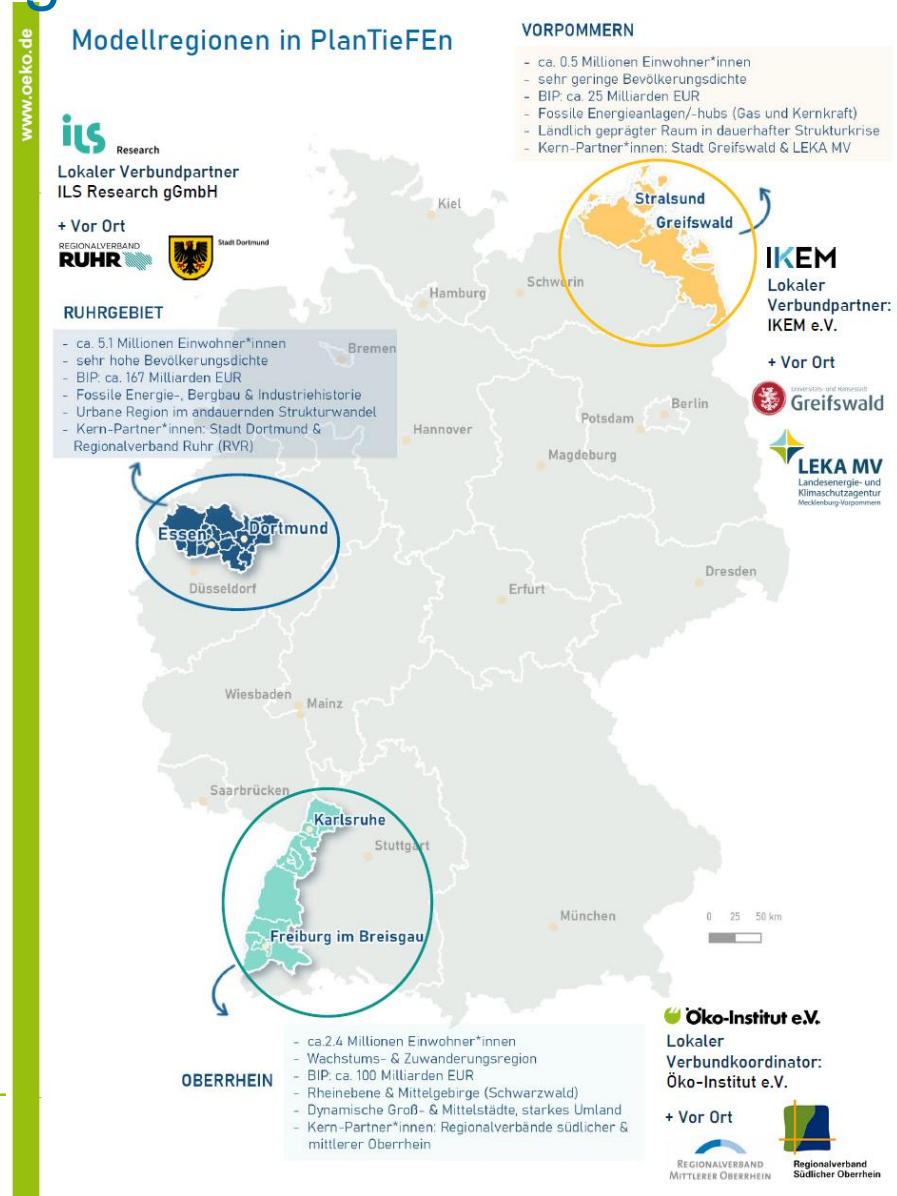 g
www.oeko.de
Modellregionen in PlanTieFEn
VORPOMMERN
- ca. 0.5 Millionen Einwohner*innen
- sehr geringe Bevölkerungsdichte
- BIP: ca. 25 Milliarden EUR
- Fossile Energieanlagen/-hubs (Gas und Kernkraft)
- Ländlich geprägter Raum in dauerhafter Strukturkrise
- Kern-Partner*innen: Stadt Greifswald & LEKA MV
ils
Research
Lokaler Verbundpartner
ILS Research gGmbH
+ Vor Ort
REGIONALVERBAND
RUHR
Stadt Dortmund
RUHRGEBIET
- ca. 5.1 Millionen Einwohner*innen
- sehr hohe Bevölkerungsdichte
- BIP: ca. 167 Milliarden EUR
- Fossile Energie-, Bergbau & Industriehistorie
- Urbane Region im andauernden Strukturwandel
- Kern-Partner*innen: Stadt Dortmund &
Regionalverband Ruhr (RVR)
Kiel
Stralsund
Greifswald
Schwerin
Hamburg
Bremen
Hannover
Potsdam
Berlin
Magdeburg
IKEM
Lokaler
Verbundpartner:
IKEM e.V.
+ Vor Ort
Universitäts- und Hansestadt
Greifswald
LEKA MV
Landesenergie- und
Klimaschutzagentur
Mecklenburg-Vorpommern
Essen
Dortmund
Düsseldorf
Erfurt
Dresden
Wiesbaden
Mainz
Saarbrücken
Karlsruhe
Stuttgart
Freiburg im Breisgau
München
0 25 50 km
OBERRHEIN
- ca.2.4 Millionen Einwohner*innen
- Wachstums- & Zuwanderungsregion
- BIP: ca. 100 Milliarden EUR
- Rheinebene & Mittelgebirge (Schwarzwald)
- Dynamische Groß- & Mittelstädte, starkes Umland
- Kern-Partner*innen: Regionalverbände südlicher &
mittlerer Oberrhein
Öko-Institut e.V.
Lokaler
Verbundkoordinator:
Öko-Institut e.V.
+ Vor Ort
REGIONALVERBAND
MITTLERER OBERRHEIN
Regionalverband
Südlicher Oberrhein